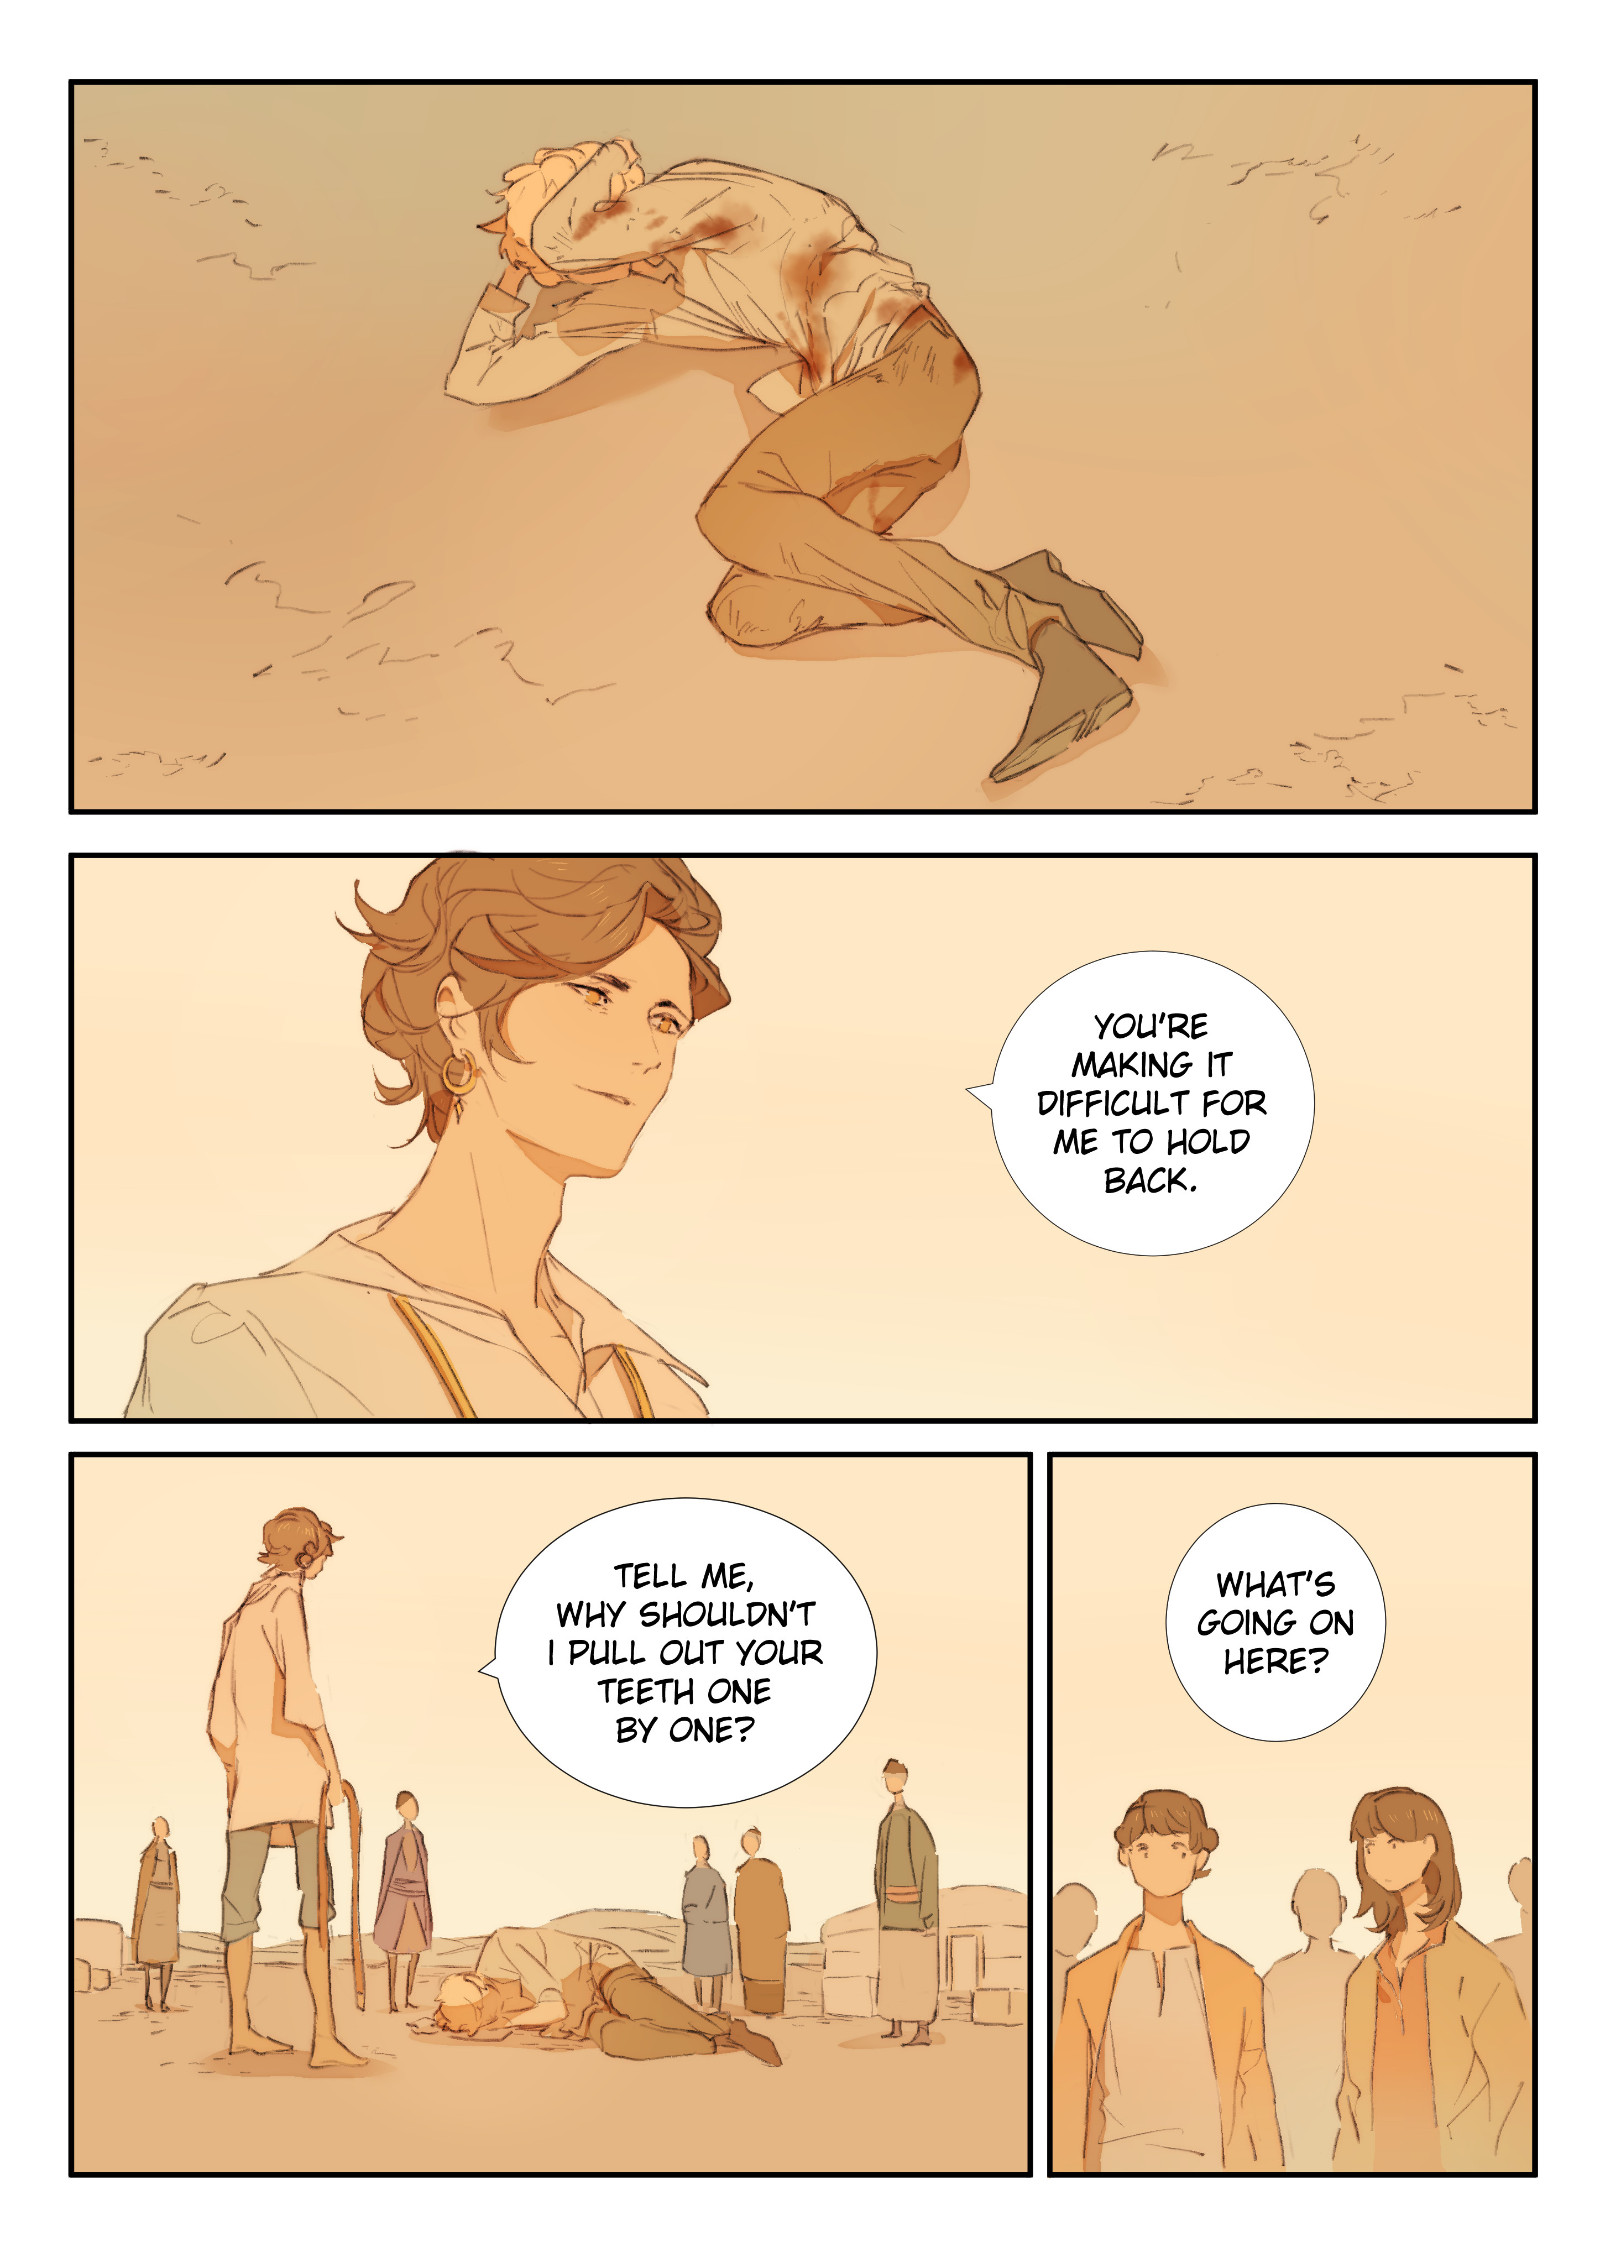 YOU'RE
MAKING IT
DIFFICULT FOR
ME TO HOLD
BACK.
TELL ME,
WHY SHOULDN'T
I PULL OUT YOUR
TEETH ONE
BY ONE?
WHAT'S
GOING ON
HERE?